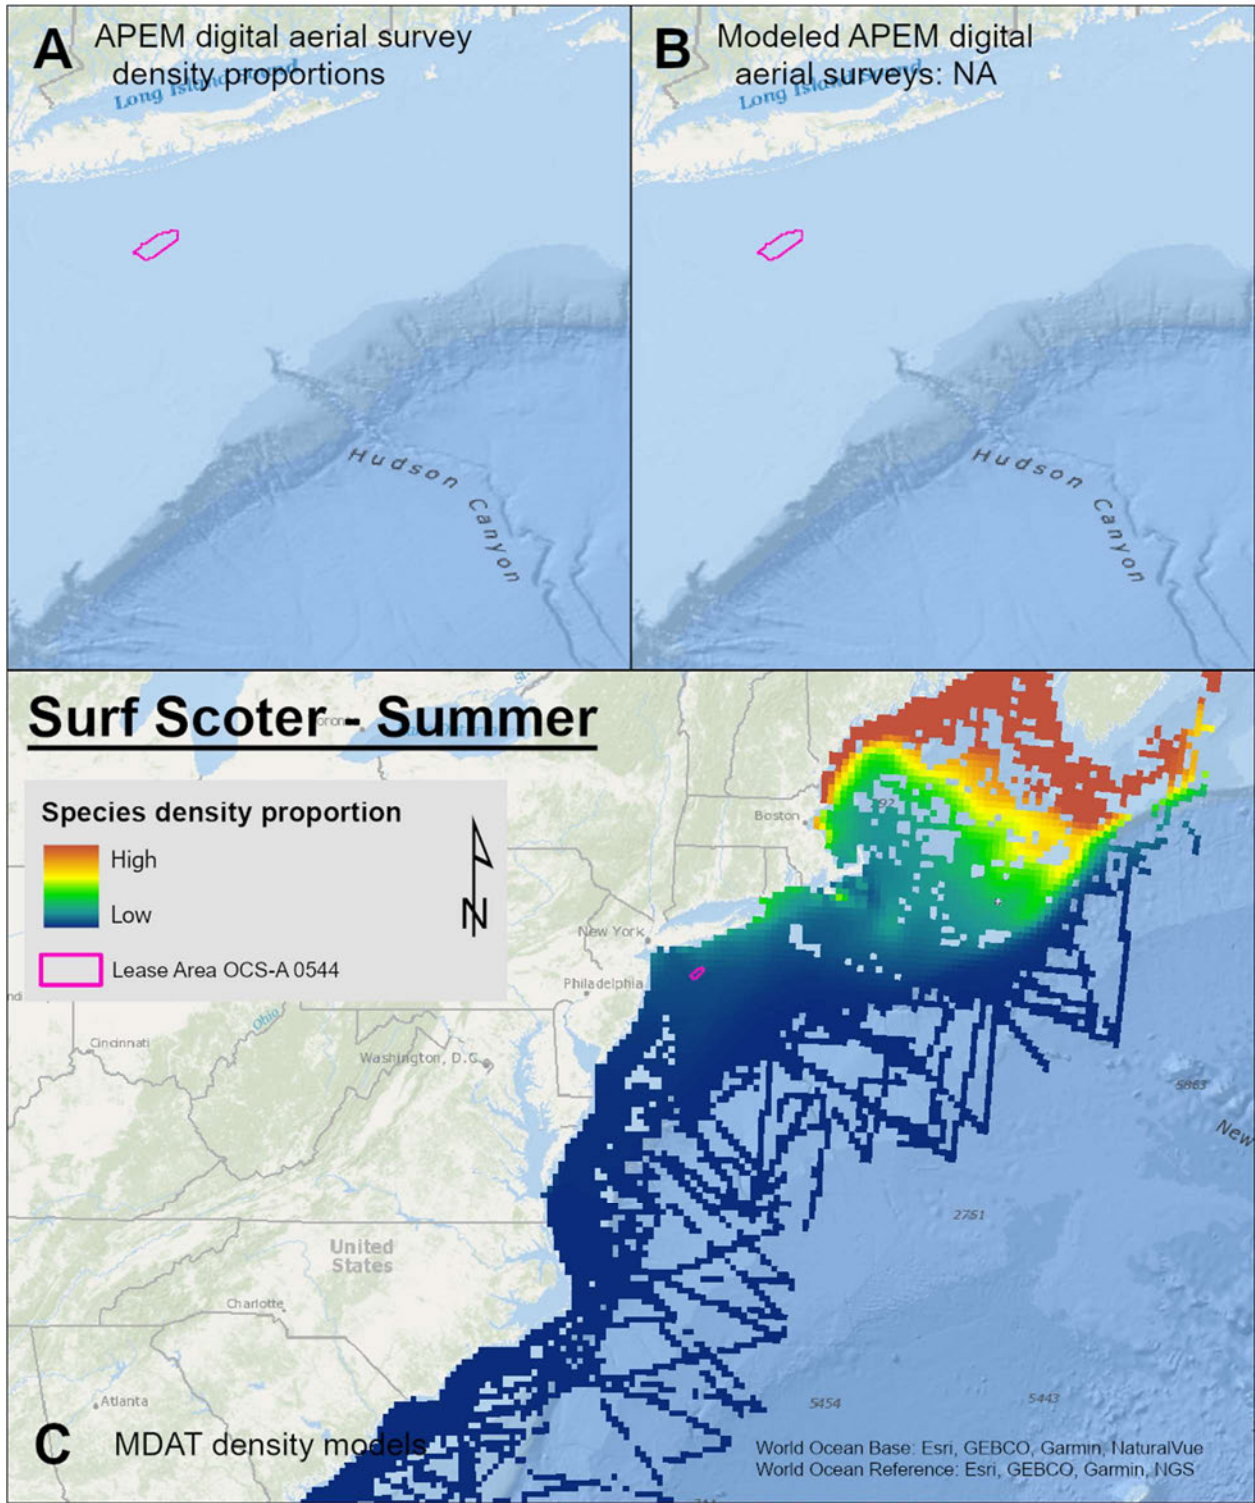 A
APEM digital aerial survey
density proportions
Long Island Sound
Hudson Canyon
B
Modeled APEM digital
aerial surveys: NA
Long Island Sound
Hudson Canyon
Surf Scoter - Summer
Species density proportion
High
Low
N
Lease Area OCS-A 0544
Boston
New York
Philadelphia
Ohio
Cincinnati
Washington, D.C.
5863
New
2751
United
States
Charlotte
Atlanta
5454
5443
C
MDAT density models
World Ocean Base: Esri, GEBCO, Garmin, NaturalVue
World Ocean Reference: Esri, GEBCO, Garmin, NGS